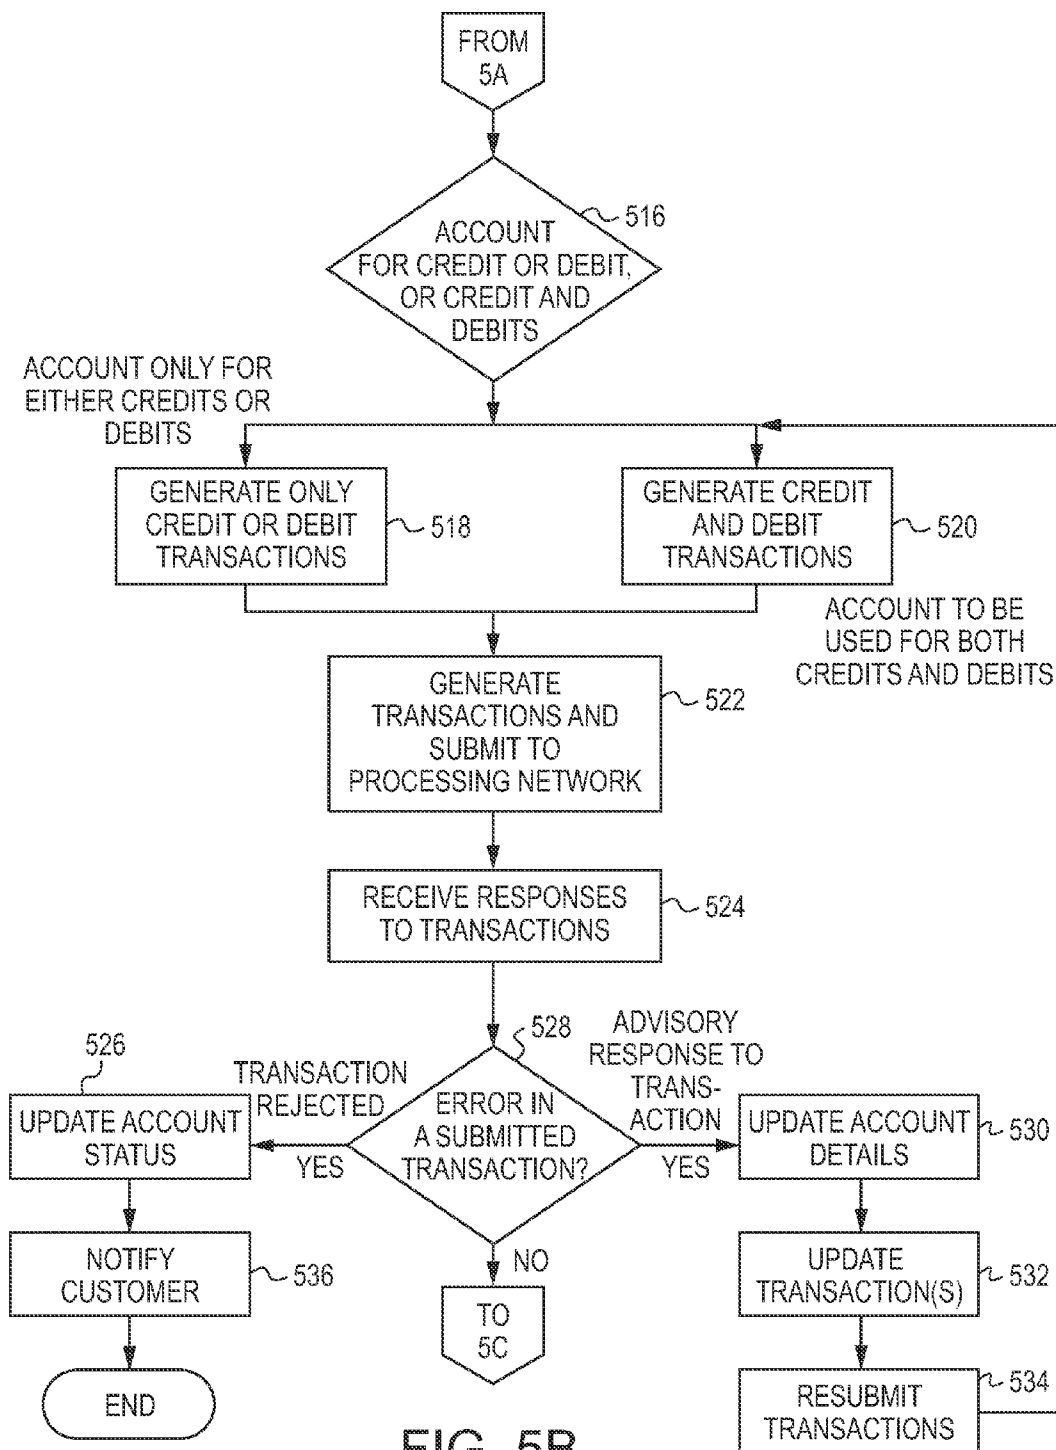 FROM
5A
516
ACCOUNT
FOR CREDIT OR DEBIT,
OR CREDIT AND
DEBITS
ACCOUNT ONLY FOR
EITHER CREDITS OR
DEBITS
GENERATE ONLY
CREDIT OR DEBIT
TRANSACTIONS
518
GENERATE CREDIT
AND DEBIT
TRANSACTIONS
520
ACCOUNT TO BE
USED FOR BOTH
CREDITS AND DEBITS
GENERATE
TRANSACTIONS AND
SUBMIT TO
PROCESSING NETWORK
522
RECEIVE RESPONSES
TO TRANSACTIONS
524
528
ERROR IN
A SUBMITTED
TRANSACTION?
TRANSACTION
REJECTED
YES
526
UPDATE ACCOUNT
STATUS
NOTIFY
CUSTOMER
536
END
NO
TO
5C
ADVISORY
RESPONSE TO
TRANS-
ACTION
YES
UPDATE ACCOUNT
DETAILS
530
UPDATE
TRANSACTION(S)
532
RESUBMIT
TRANSACTIONS
534
FIG. 5B